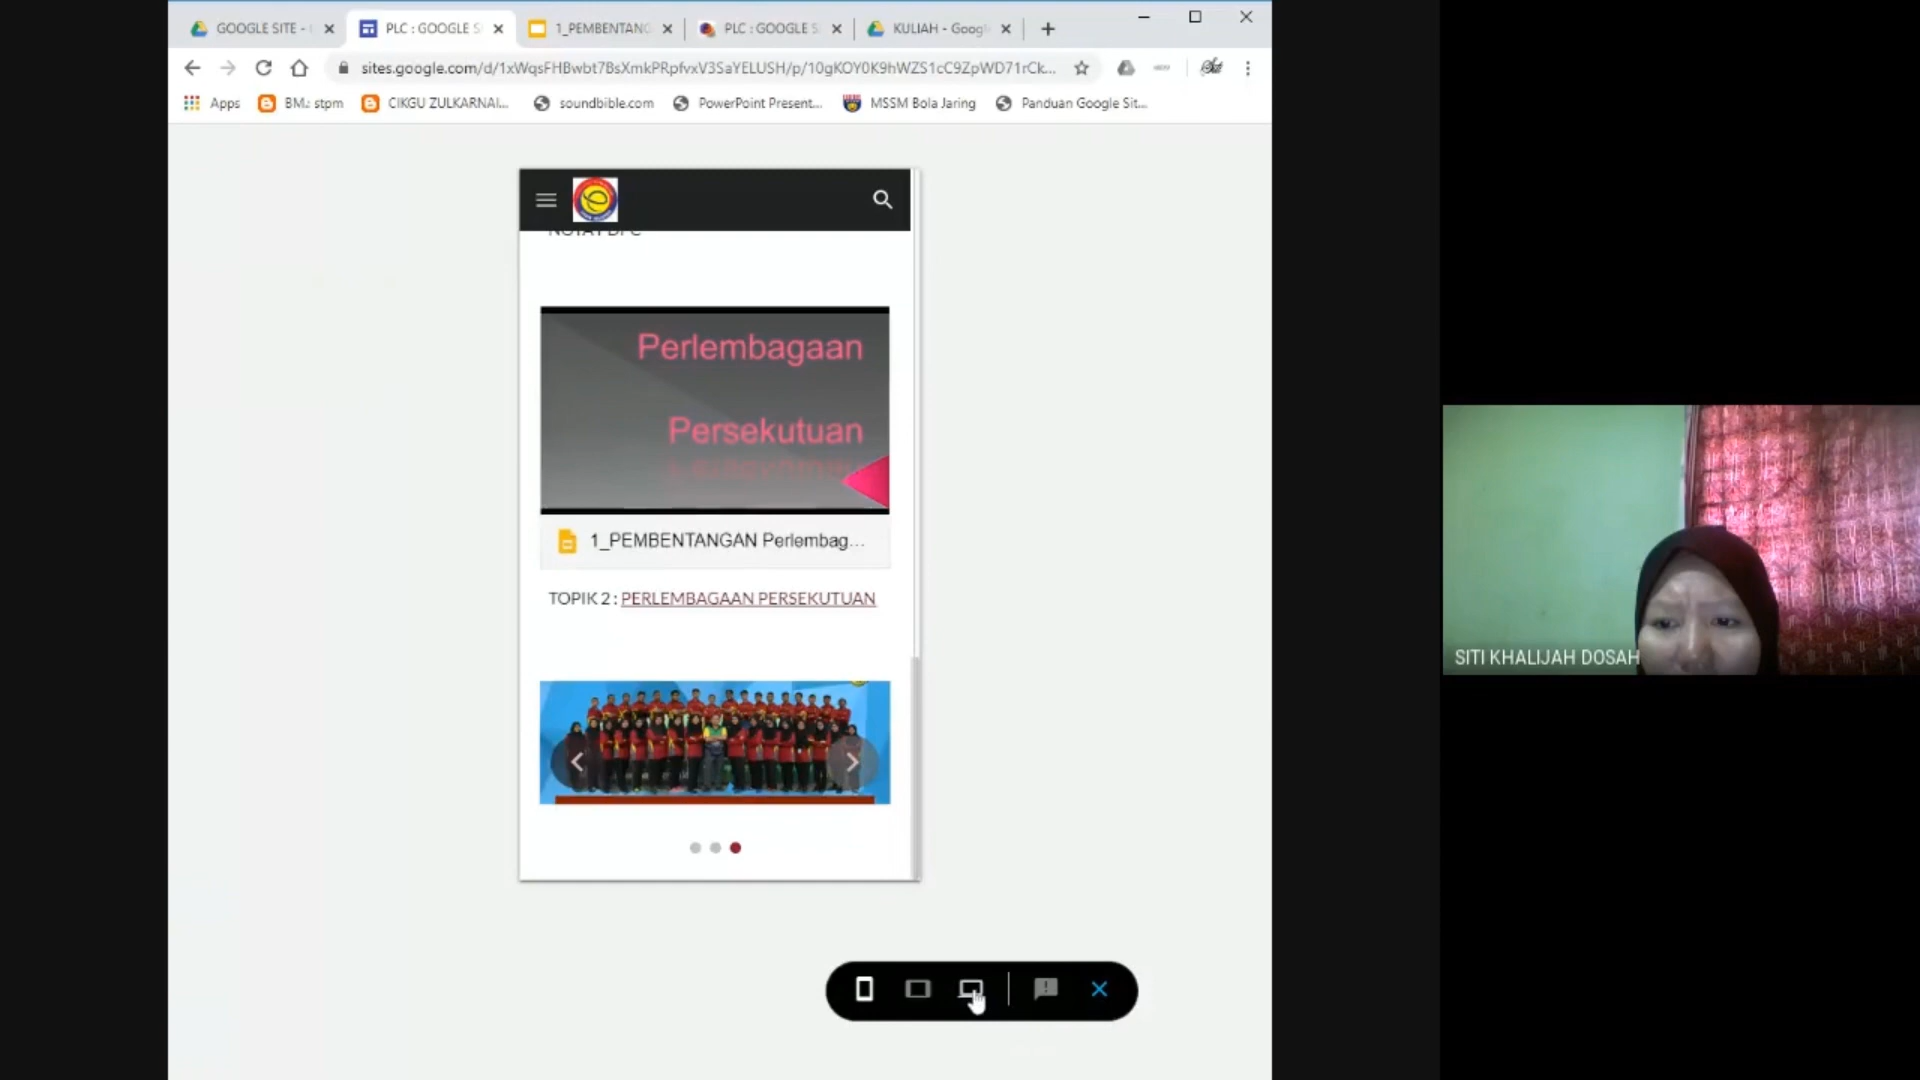 GOOGLE SITE -
PLC : GOOGLE S
1_PEMBENTANG
PLC : GOOGLE S
KULIAH - Googl
sites.google.com/d/1xWqsFHBwbt7BsXmkPRpfvxV3SaYELUSH/p/10gKOY0K9hWZS1cC9ZpWD71rCk...
Apps
BM.: stpm
CIKGU ZULKARNAI...
soundbible.com
PowerPoint Present...
MSSM Bola Jaring
Panduan Google Sit...
Perlembagaan
Persekutuan
1_PEMBENTANGAN Perlembag...
TOPIK 2 : PERLEMBAGAAN PERSEKUTUAN
SITI KHALIJAH DOSAH